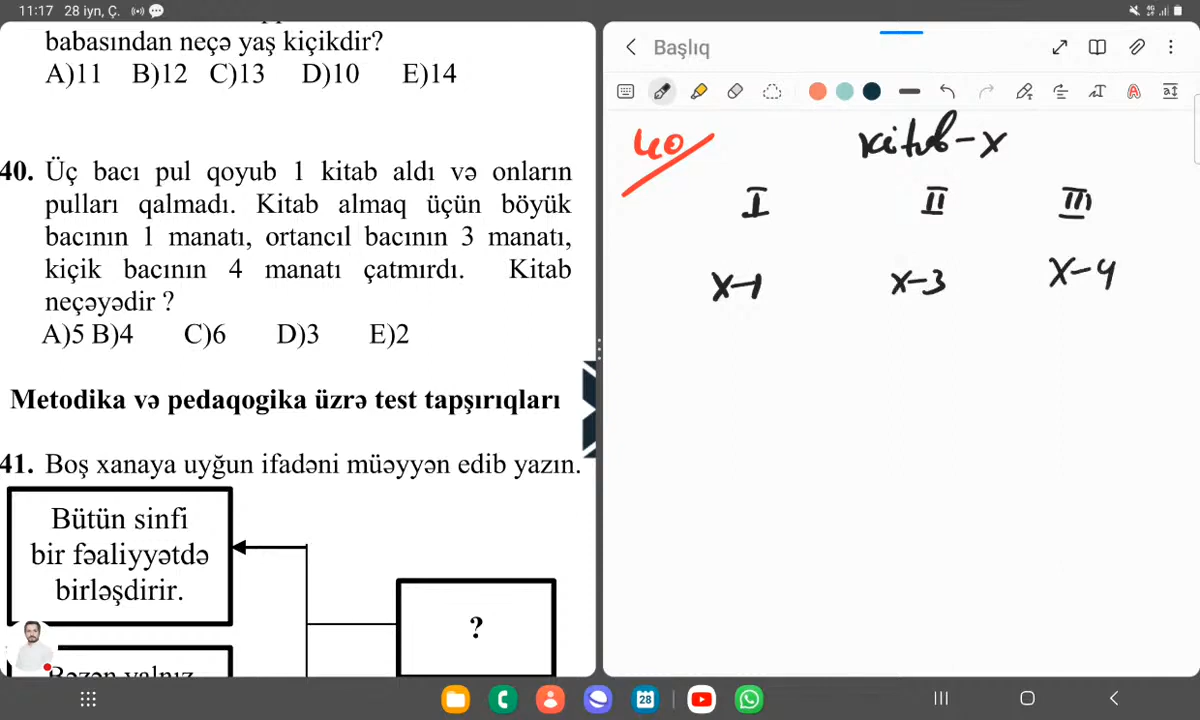 11:17 28 iyn, Ç.
babasından neçə yaş kiçikdir?
A)11 B)12 C)13 D)10 E)14
40. Üç bacı pul qoyub 1 kitab aldı və onların
pulları qalmadı. Kitab almaq üçün böyük
bacının 1 manatı, ortancıl bacının 3 manatı,
kiçik bacının 4 manatı çatmırdı. Kitab
neçəyədir ?
A)5 B)4 C)6 D)3 E)2
Metodika və pedaqogika üzrə test tapşırıqları
41. Boş xanaya uyğun ifadəni müəyyən edib yazın.
Bütün sinfi
bir fəaliyyətdə
birləşdirir.
?
Bəzən yalnız
Başlıq
40
kitab-x
I II III
x-1 x-3 x-4
28